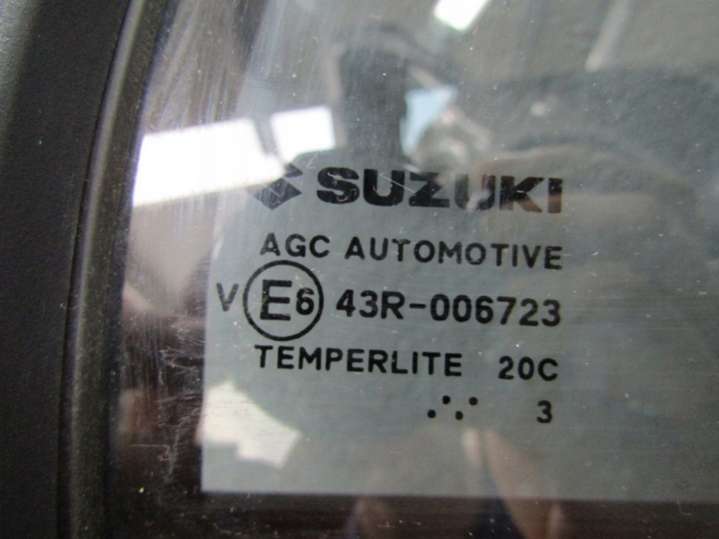 SUZUKI
AGC AUTOMOTIVE
V E6 43R-006723
TEMPERLITE 20C
3